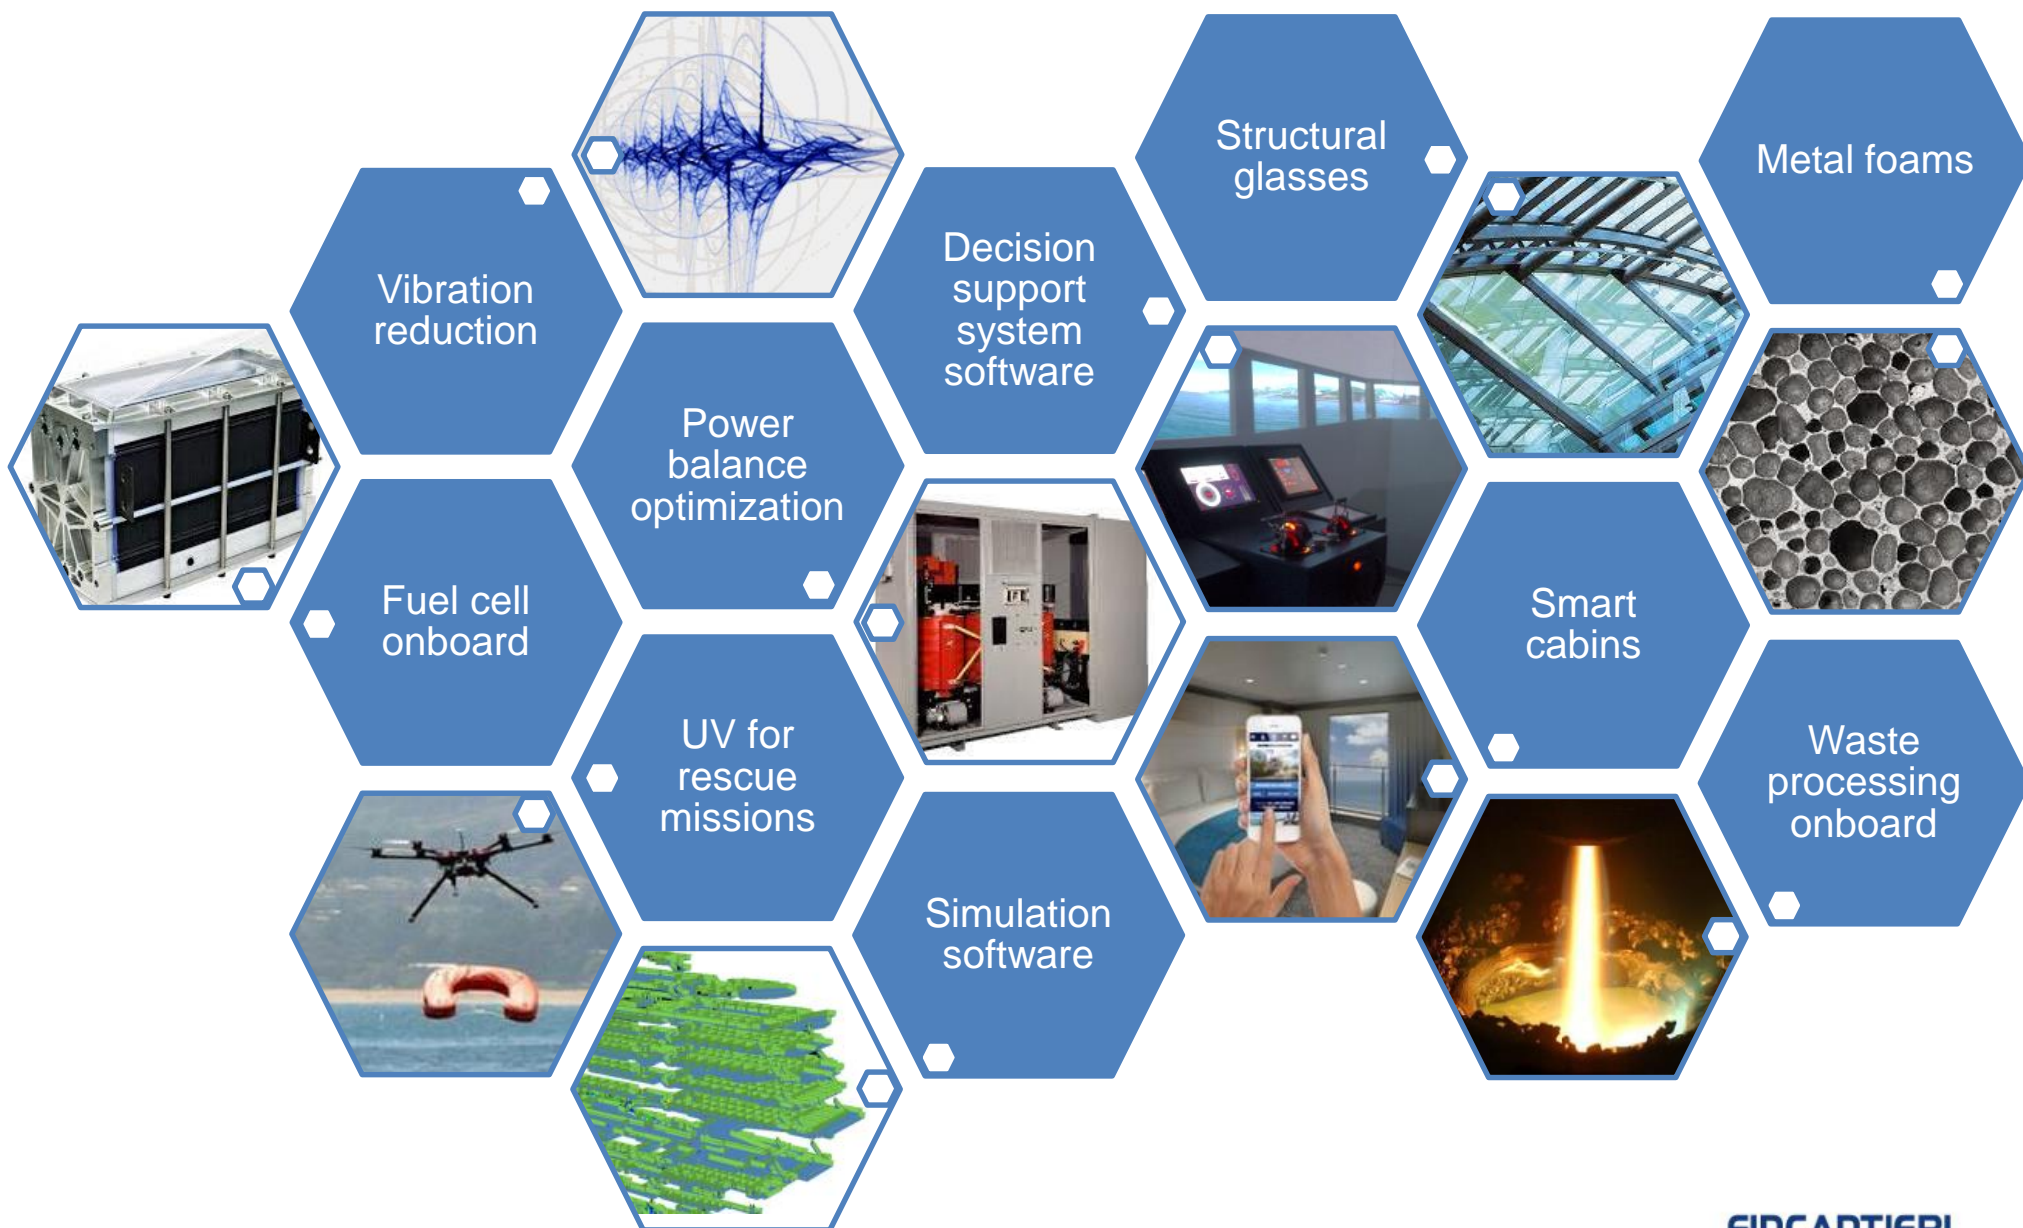 Structural
glasses
Metal foams
Vibration
reduction
Decision
support
system
software
Power
balance
optimization
Fuel cell
onboard
Smart
cabins
UV for
rescue
missions
Waste
processing
onboard
Simulation
software
FINCANTIERI